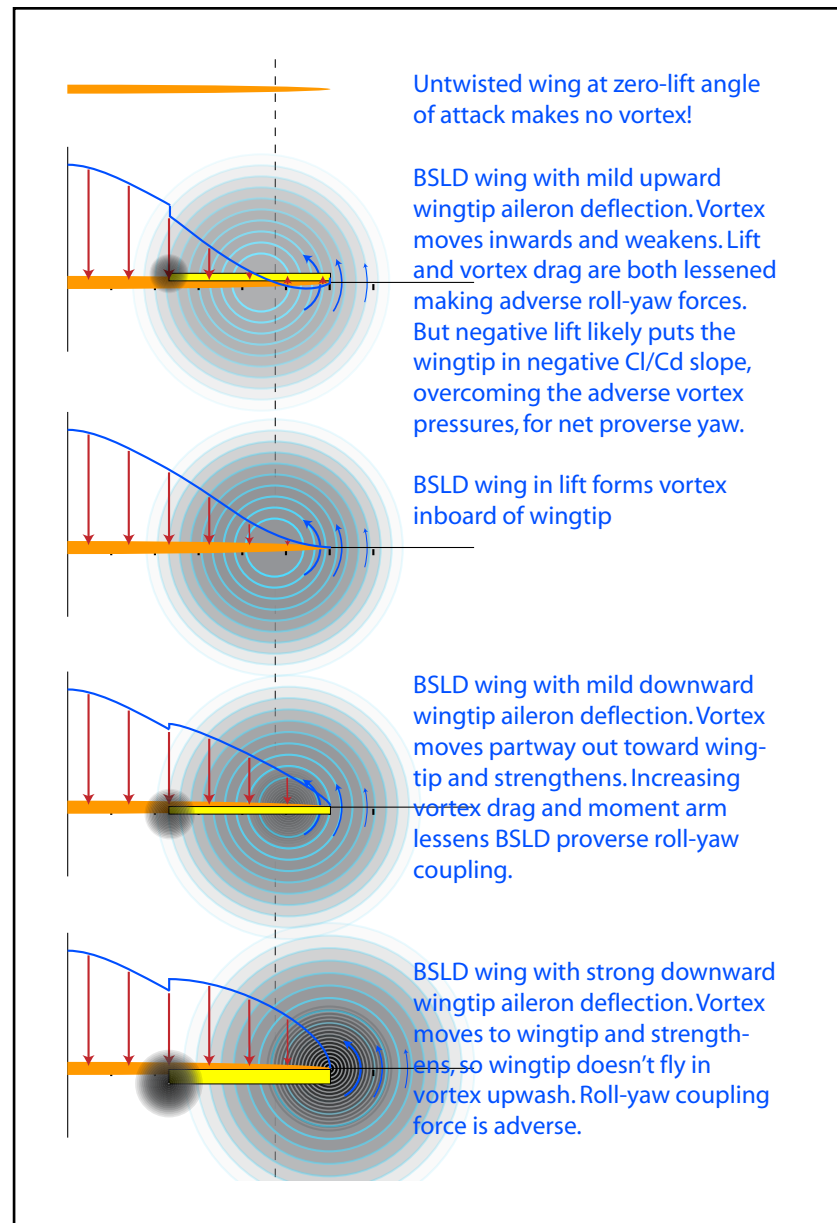 Untwisted wing at zero-lift angle
of attack makes no vortex!
BSLD wing with mild upward
wingtip aileron deflection. Vortex
moves inwards and weakens. Lift
and vortex drag are both lessened
making adverse roll-yaw forces.
But negative lift likely puts the
wingtip in negative Cl/Cd slope,
overcoming the adverse vortex
pressures, for net proverse yaw.
BSLD wing in lift forms vortex
inboard of wingtip
BSLD wing with mild downward
wingtip aileron deflection. Vortex
moves partway out toward wing-
tip and strengthens. Increasing
vortex drag and moment arm
lessens BSLD proverse roll-yaw
coupling.
BSLD wing with strong downward
wingtip aileron deflection. Vortex
moves to wingtip and strength-
ens, so wingtip doesn't fly in
vortex upwash. Roll-yaw coupling
force is adverse.